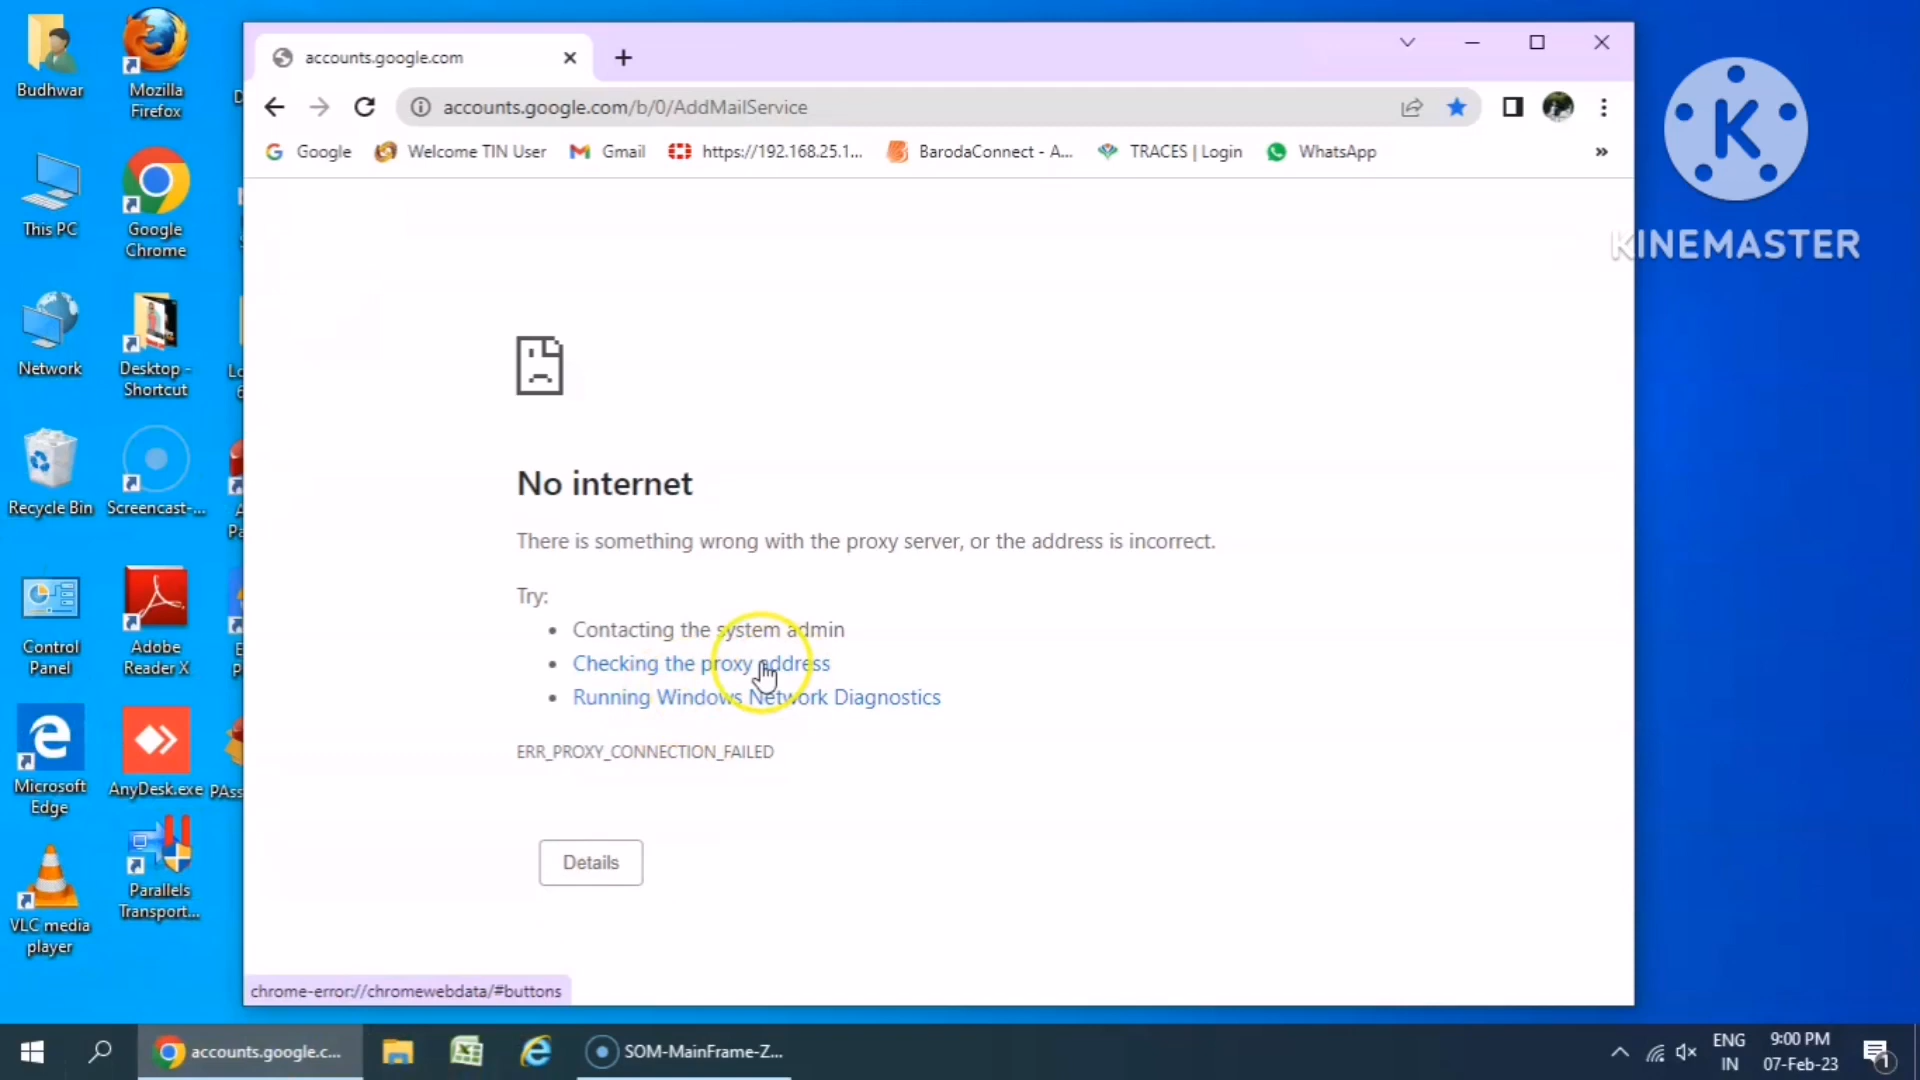 Budhwar
Mozilla
Firefox
This PC
Google
Chrome
Network
Desktop -
Shortcut
Recycle Bin
Screencast-...
Control
Panel
Adobe
Reader X
Microsoft
Edge
AnyDesk.exe
PAss
VLC media
player
Parallels
Transport...
accounts.google.com
accounts.google.com/b/0/AddMailService
Google
Welcome TIN User
Gmail
https://192.168.25.1...
BarodaConnect - A...
TRACES | Login
WhatsApp
»
K
KINEMASTER
No internet
There is something wrong with the proxy server, or the address is incorrect.
Try:
• Contacting the system admin
• Checking the proxy address
• Running Windows Network Diagnostics
ERR_PROXY_CONNECTION_FAILED
Details
chrome-error://chromewebdata/#buttons
accounts.google.c...
SOM-MainFrame-Z...
ENG
IN
9:00 PM
07-Feb-23
1